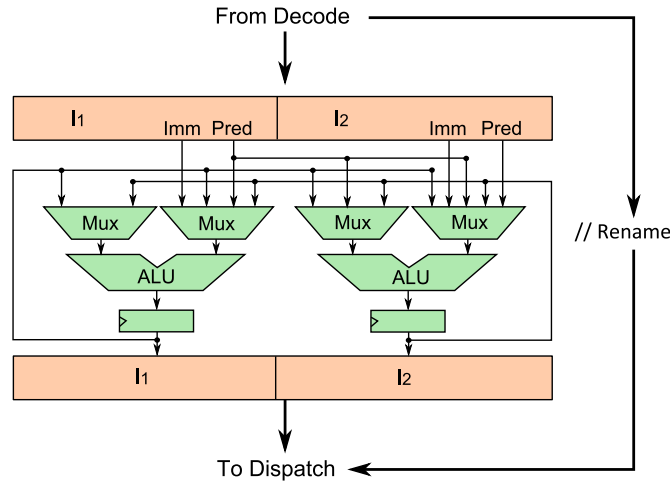 From Decode
I1 I2
Imm Pred Imm Pred
Mux Mux Mux Mux
// Rename
ALU ALU
I1 I2
To Dispatch